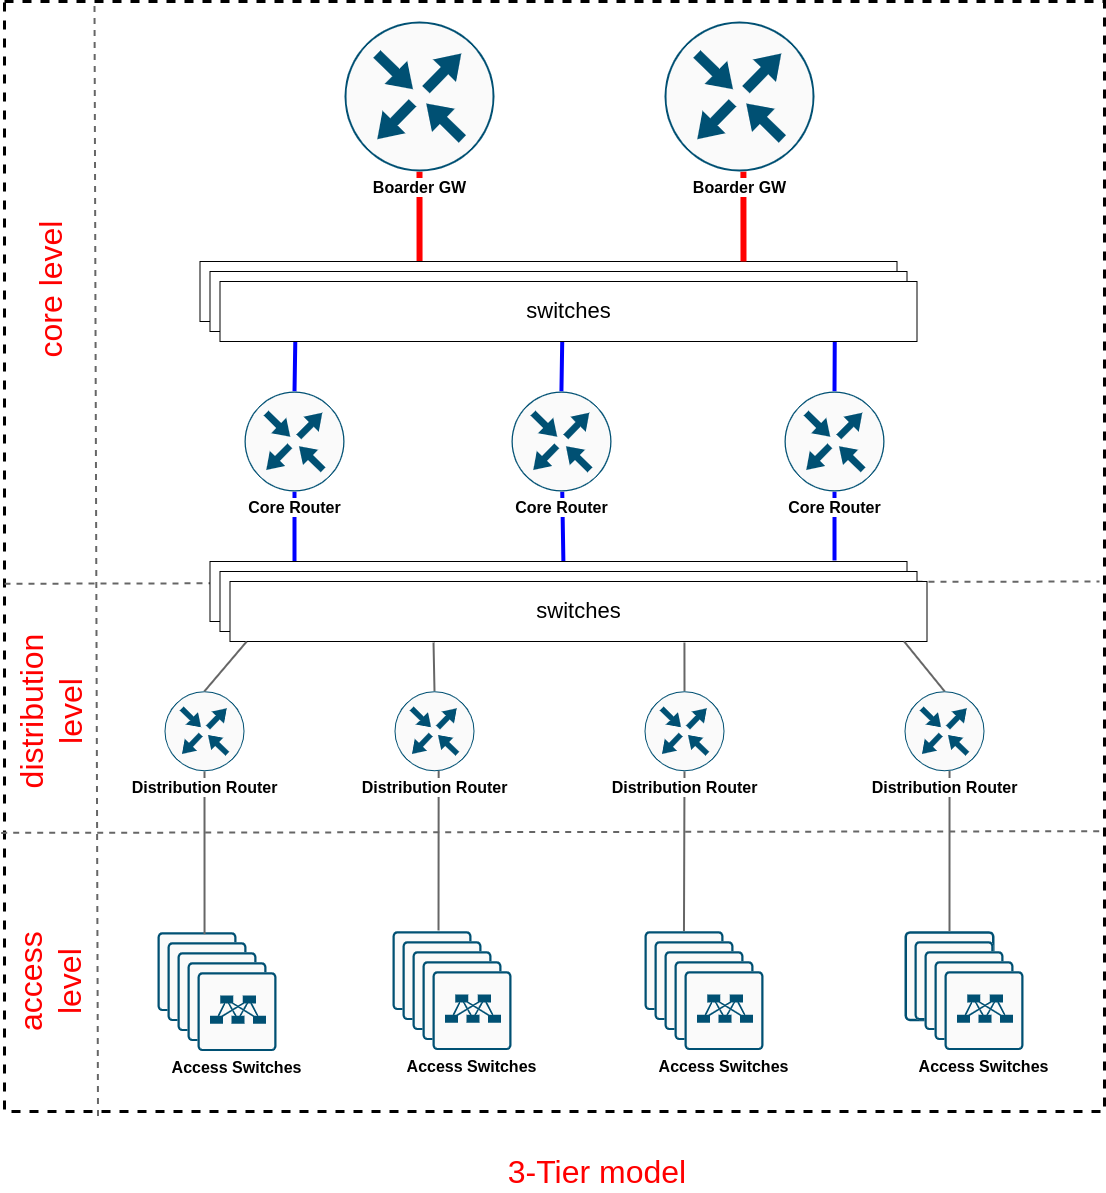 Boarder GW
Boarder GW
core level
switches
Core Router
Core Router
Core Router
switches
distribution
level
Distribution Router
Distribution Router
Distribution Router
Distribution Router
access
level
Access Switches
Access Switches
Access Switches
Access Switches
3-Tier model